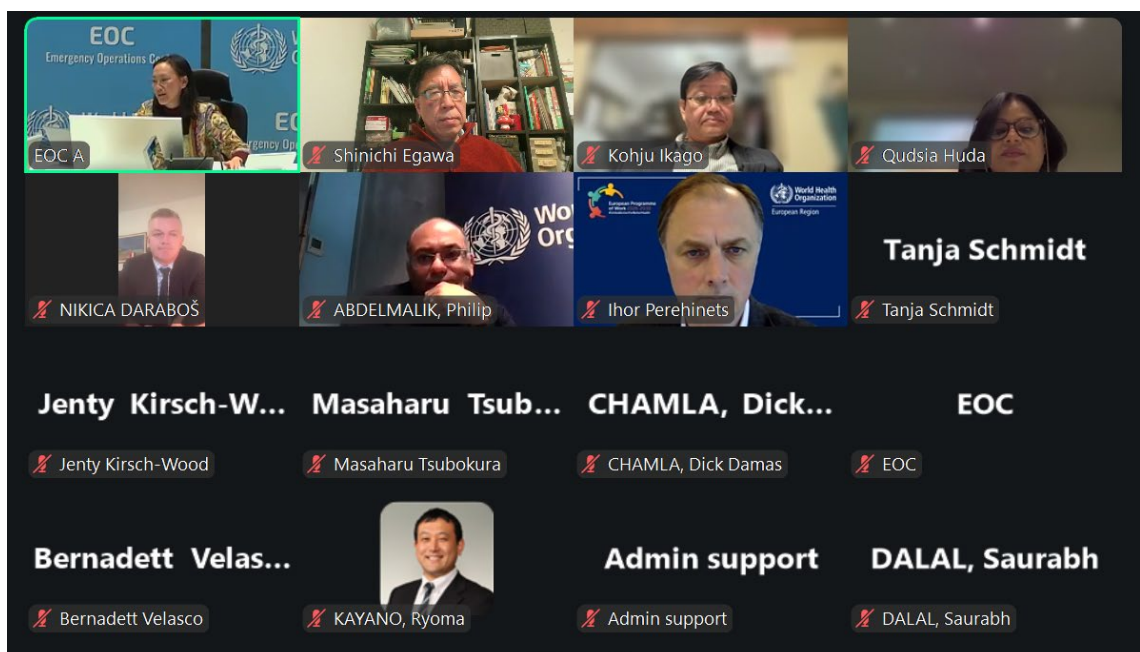 EOC
Emergency Operations
EOC A
Shinichi Egawa
Kohju Ikago
Qudsia Huda
NIKICA DARABOŠ
ABDELMALIK, Philip
World Health
Organization
European Region
Ihor Perehinets
Tanja Schmidt
Tanja Schmidt
Jenty Kirsch-W...
Jenty Kirsch-Wood
Masaharu Tsub...
Masaharu Tsubokura
CHAMLA, Dick...
CHAMLA, Dick Damas
EOC
EOC
Bernadett Velas...
Bernadett Velasco
KAYANO, Ryoma
Admin support
Admin support
DALAL, Saurabh
DALAL, Saurabh